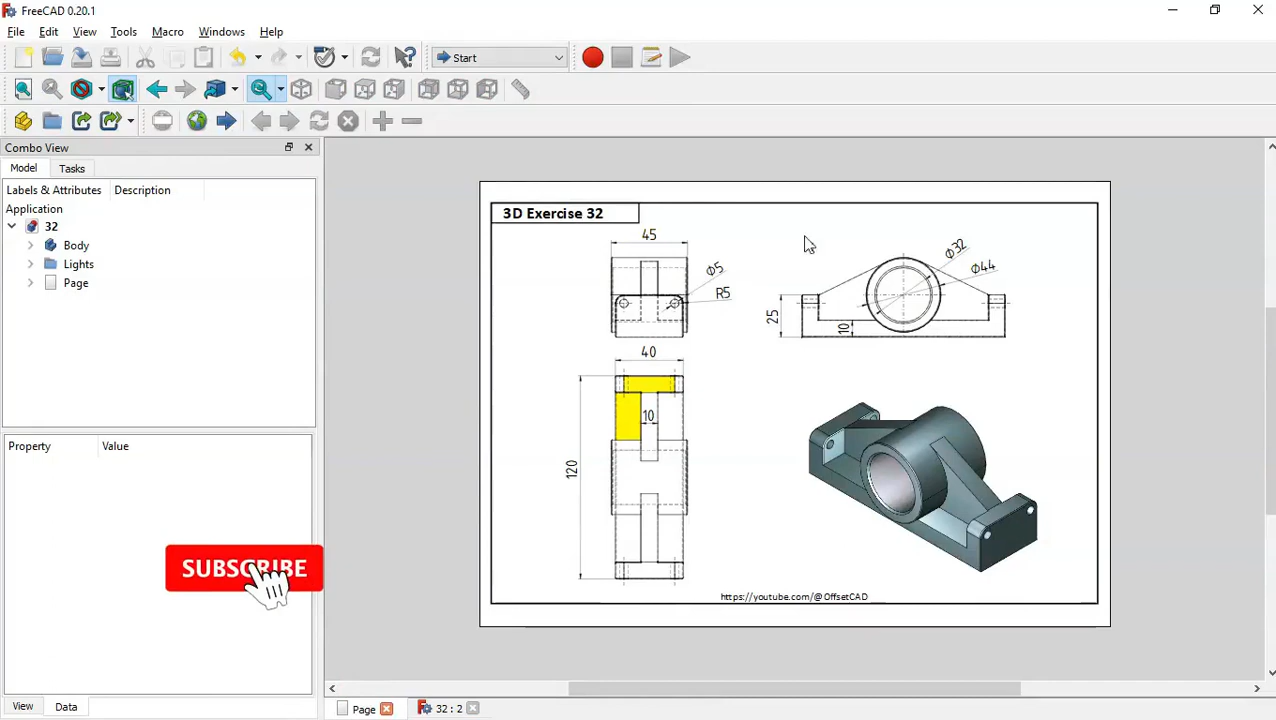 FreeCAD 0.20.1
File Edit View Tools Macro Windows Help
Start
Combo View
Model Tasks
Labels & Attributes Description
Application
32
Body
Lights
Page
Property Value
SUBSCRIBE
View Data
3D Exercise 32
45
Φ5
R5
Φ32
Φ44
25
10
40
10
120
https://youtube.com/@OffsetCAD
Page
32 : 2